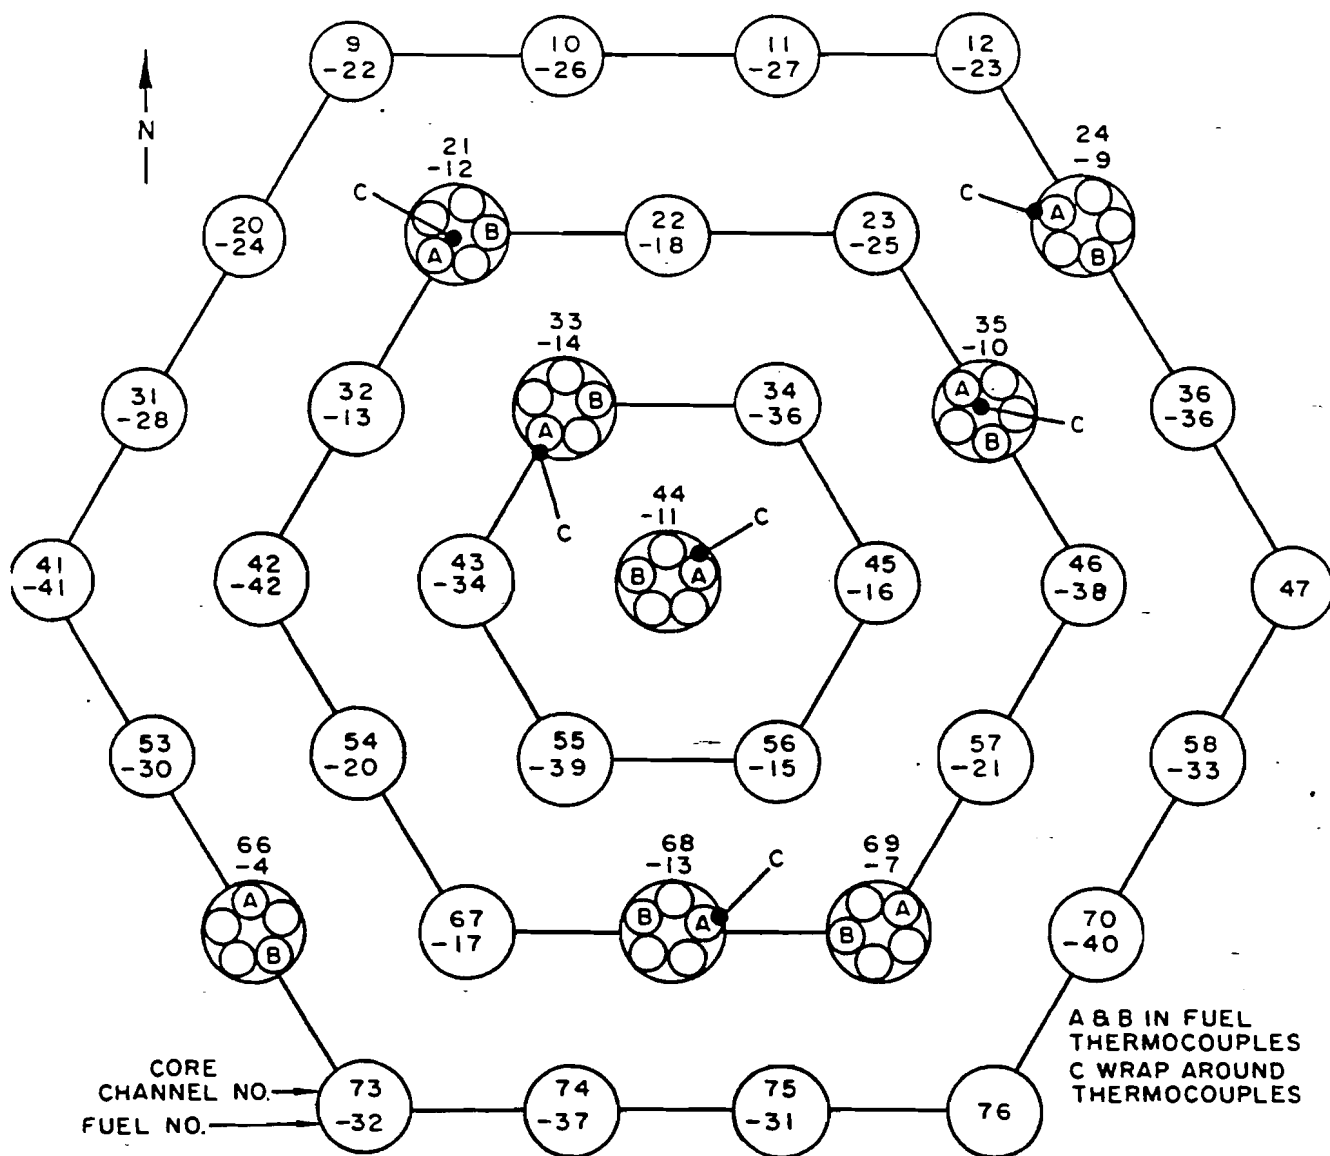 9
-22
10
-26
11
-27
12
-23
N
21
-12
C
B
A
20
-24
22
-18
23
-25
24
-9
C
A
B
33
-14
B
A
C
35
-10
A
B
C
31
-28
32
-13
34
-36
36
-36
44
-11
C
B
A
41
-41
42
-42
43
-34
45
-16
46
-38
47
53
-30
54
-20
55
-39
56
-15
57
-21
58
-33
66
-4
A
B
67
-17
68
-13
C
B
A
69
-7
A
B
70
-40
A & B IN FUEL
THERMOCOUPLES
C WRAP AROUND
THERMOCOUPLES
CORE
CHANNEL NO.
FUEL NO.
73
-32
74
-37
75
-31
76